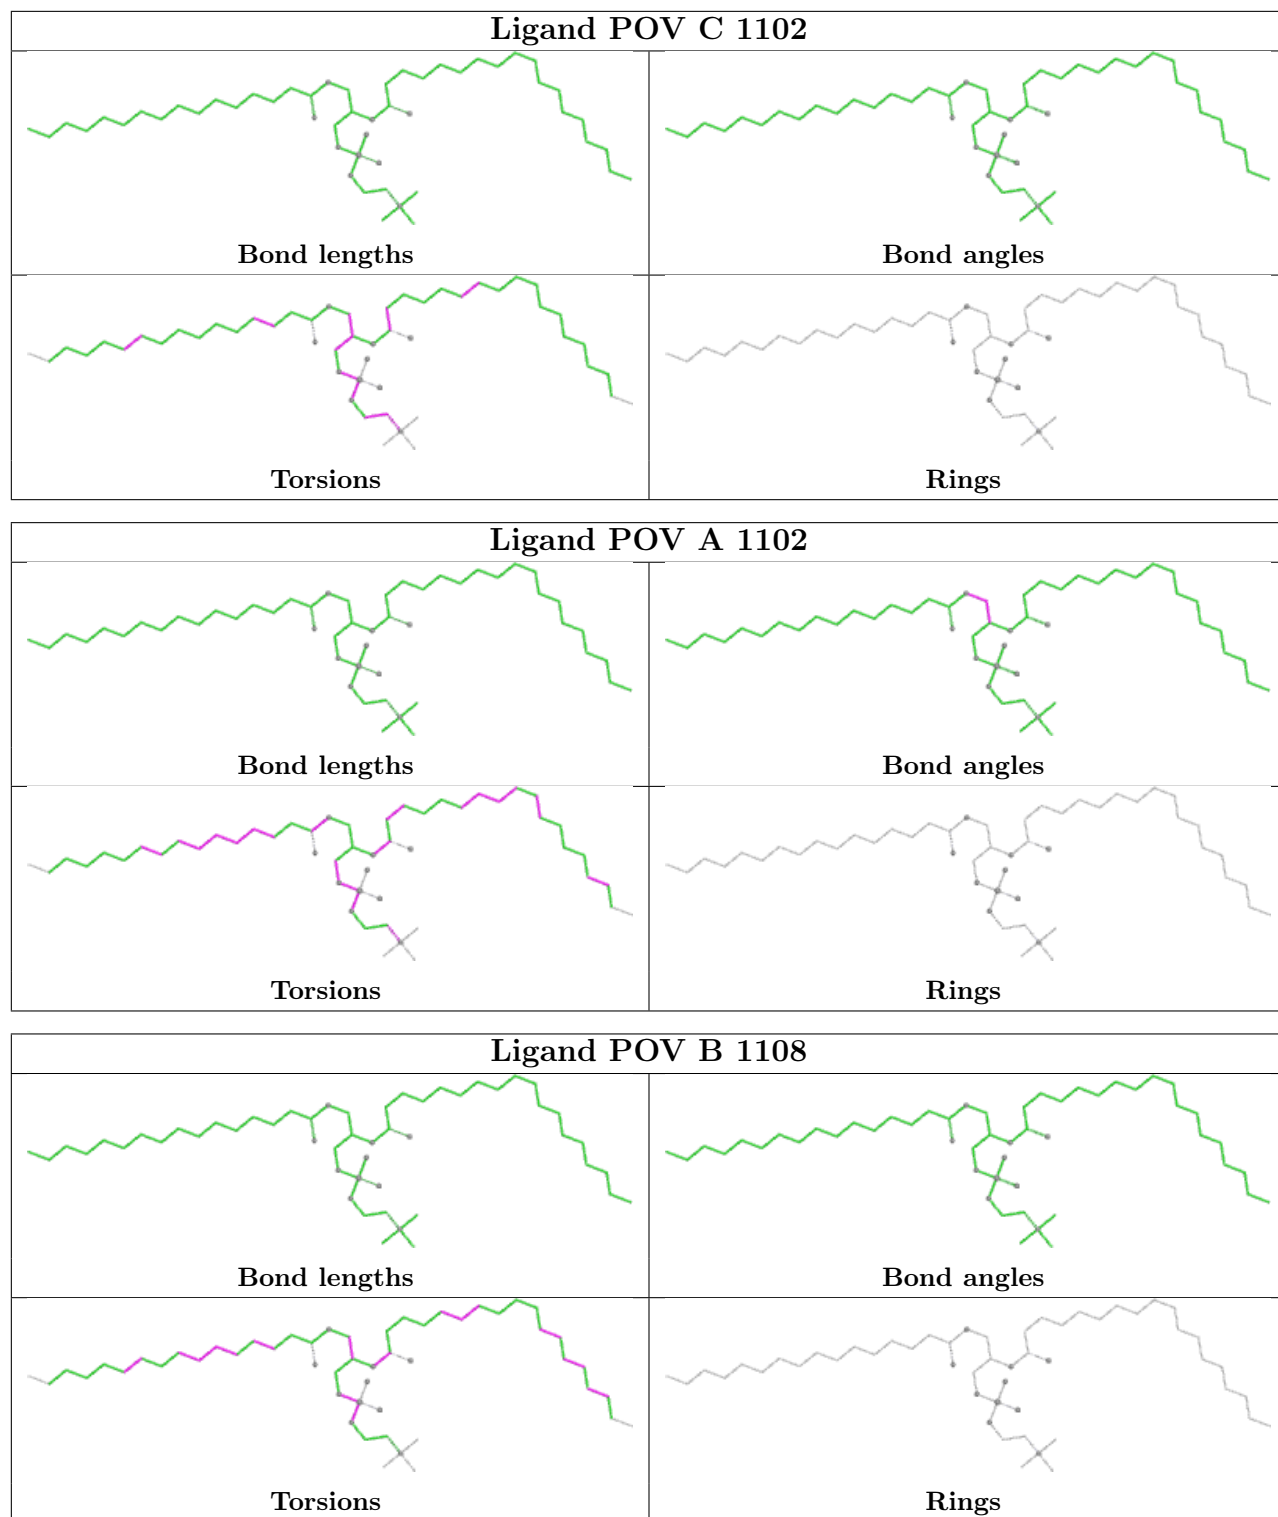 Ligand POV C 1102
Bond lengths
Bond angles
Torsions
Rings
Ligand POV A 1102
Bond lengths
Bond angles
Torsions
Rings
Ligand POV B 1108
Bond lengths
Bond angles
Torsions
Rings